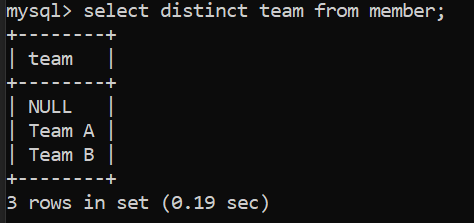 mysql> select distinct team from member;
+--------+
| team   |
+--------+
| NULL   |
| Team A |
| Team B |
+--------+
3 rows in set (0.19 sec)